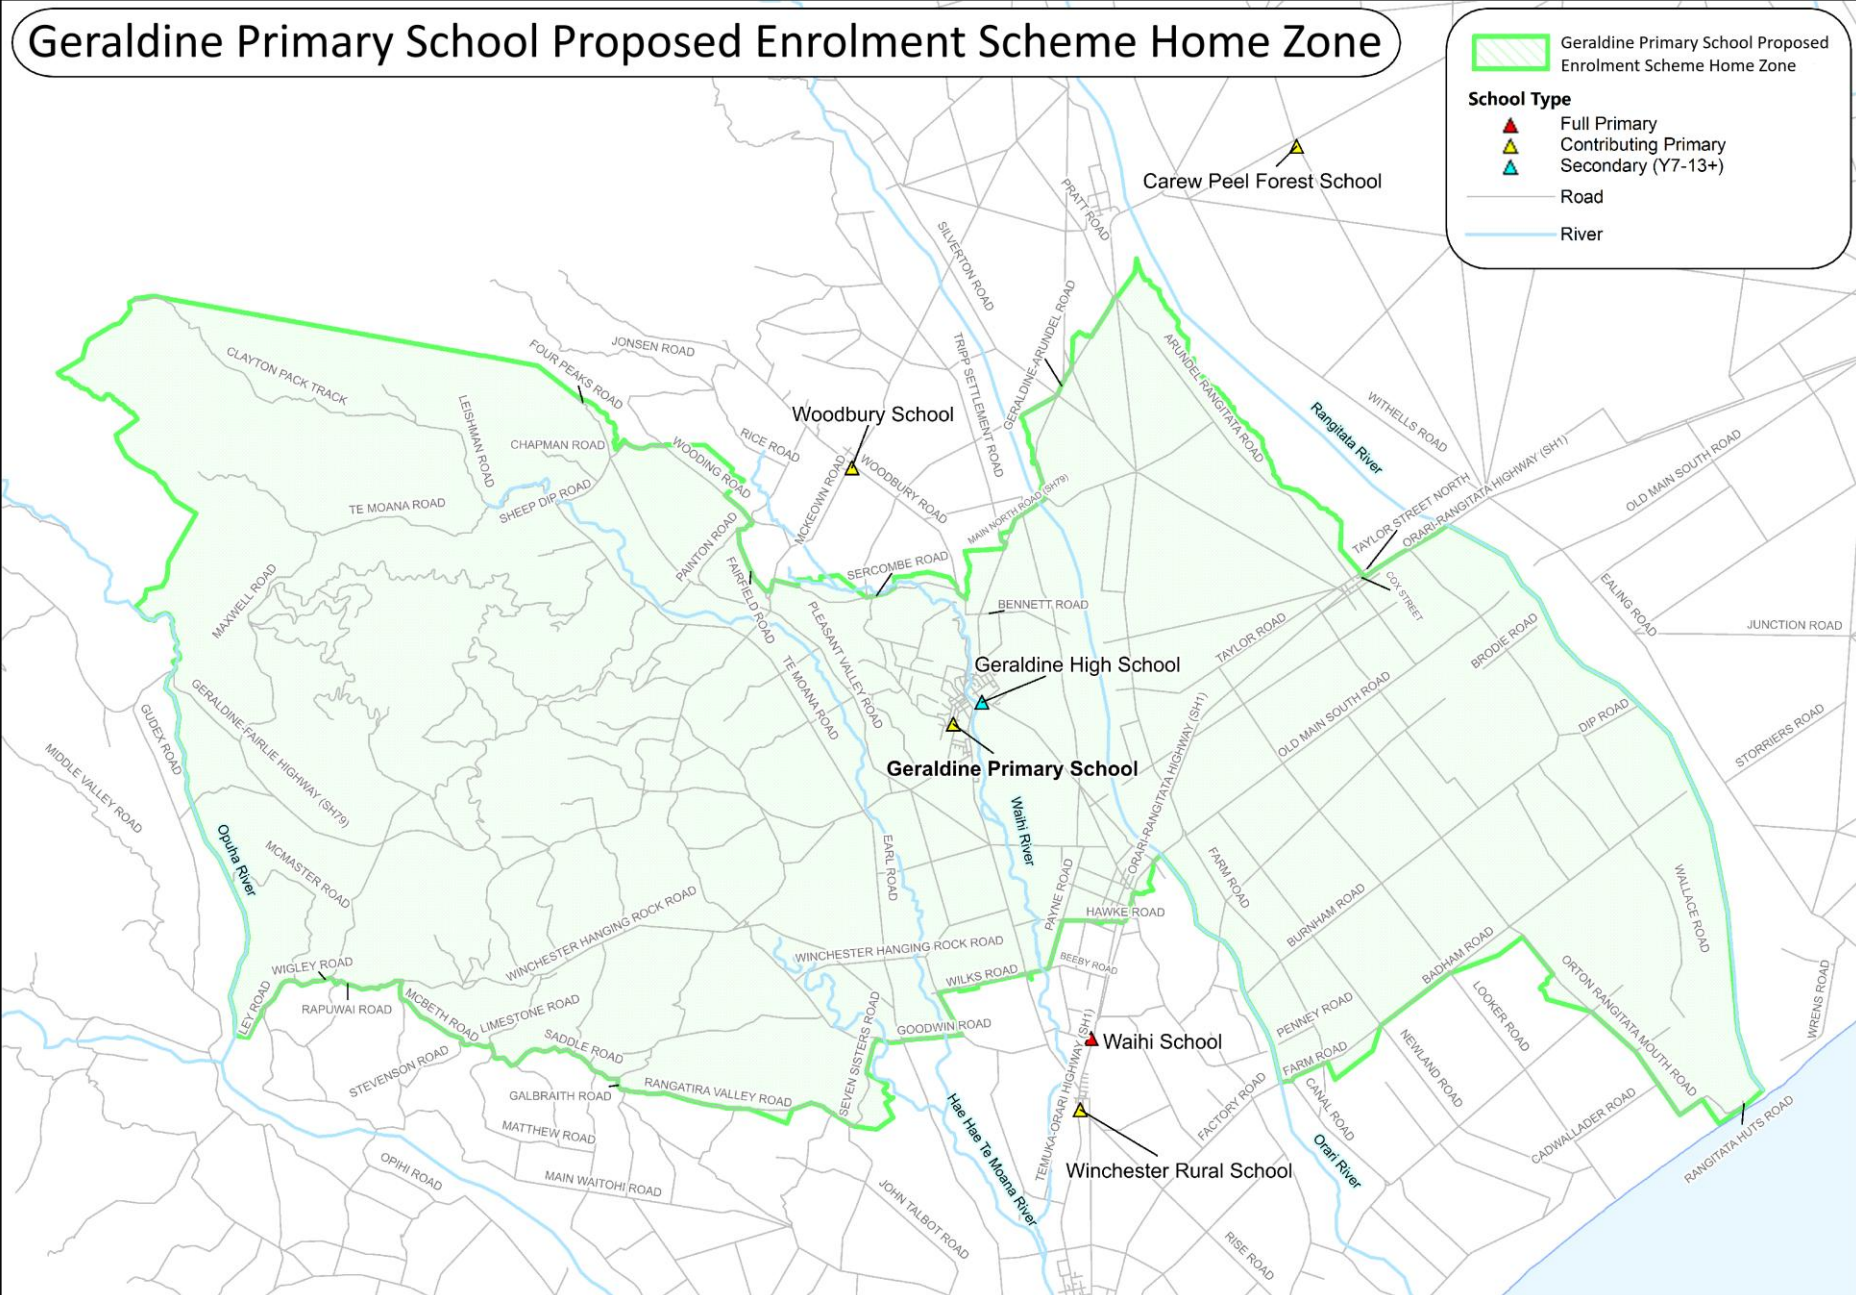 Geraldine Primary School Proposed Enrolment Scheme Home Zone
Geraldine Primary School Proposed
Enrolment Scheme Home Zone
School Type
Full Primary
Contributing Primary
Secondary (Y7-13+)
Road
River
Carew Peel Forest School
PRATT ROAD
SILVERTON ROAD
GERALDINE-ARUNDEL ROAD
JONSEN ROAD
FOUR PEAKS ROAD
CLAYTON PACK TRACK
TRIPP SETTLEMENT ROAD
ARUNDEL RANGITATA ROAD
WITHELLS ROAD
Rangitata River
Woodbury School
LEISHMAN ROAD
CHAPMAN ROAD
RICE ROAD
WOODING ROAD
WOODBURY ROAD
MCKEOWN ROAD
ORARI-RANGITATA HIGHWAY (SH1)
OLD MAIN SOUTH ROAD
TE MOANA ROAD
SHEEP DIP ROAD
MAIN NORTH ROAD (SH79)
TAYLOR STREET NORTH
PAINTON ROAD
SERCOMBE ROAD
FAIRFIELD ROAD
MAXWELL ROAD
COX STREET
EALING ROAD
BENNETT ROAD
PLEASANT VALLEY ROAD
TAYLOR ROAD
BRODIE ROAD
JUNCTION ROAD
Geraldine High School
TE MOANA ROAD
GERALDINE-FAIRLIE HIGHWAY (SH79)
GUDEX ROAD
OLD MAIN SOUTH ROAD
DIP ROAD
STORRIERS ROAD
MIDDLE VALLEY ROAD
Geraldine Primary School
ORARI-RANGITATA HIGHWAY (SH1)
Waihi River
Opuha River
MCMASTER ROAD
EARL ROAD
PAYNE ROAD
FARM ROAD
WALLACE ROAD
HAWKE ROAD
BURNHAM ROAD
WINCHESTER HANGING ROCK ROAD
WINCHESTER HANGING ROCK ROAD
BEEBY ROAD
BADHAM ROAD
WIGLEY ROAD
WILKS ROAD
ORTON RANGITATA MOUTH ROAD
WRENS ROAD
LEY ROAD
RAPUWAI ROAD
MCBETH ROAD
LIMESTONE ROAD
GOODWIN ROAD
PENNEY ROAD
LOOKER ROAD
SADDLE ROAD
SEVEN SISTERS ROAD
Waihi School
FARM ROAD
NEWLAND ROAD
STEVENSON ROAD
GALBRAITH ROAD
RANGATIRA VALLEY ROAD
TEMUKA-ORARI HIGHWAY (SH1)
FACTORY ROAD
CANAL ROAD
CADWALLADER ROAD
RANGITATA HUTS ROAD
MATTHEW ROAD
Hae Hae Te Moana River
Orari River
OPIHI ROAD
MAIN WAITOHI ROAD
Winchester Rural School
JOHN TALBOT ROAD
RISE ROAD